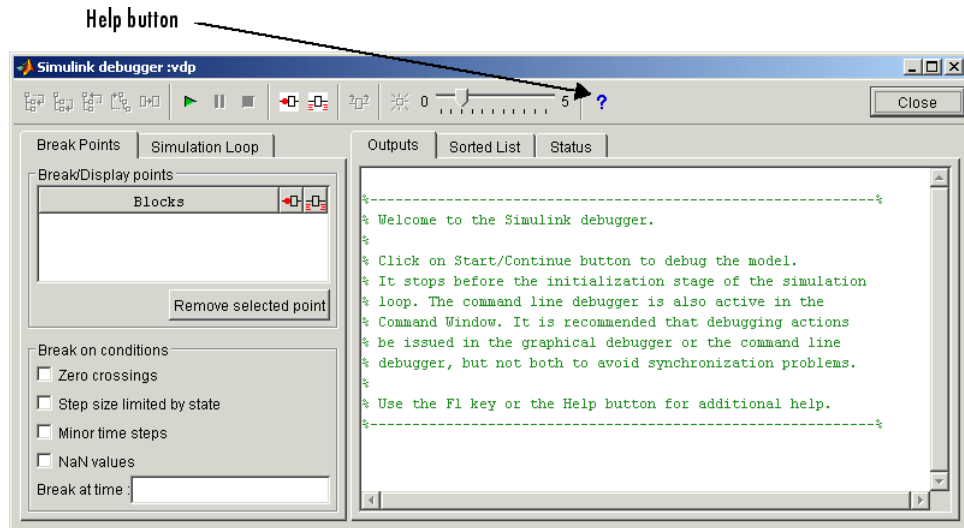 Help button
Simulink debugger :vdp
0 5 ? Close
Break Points Simulation Loop Outputs Sorted List Status
Break/Display points
Blocks
Remove selected point
Break on conditions
Zero crossings
Step size limited by state
Minor time steps
NaN values
Break at time :
%-------------------------------------------------------------%
% Welcome to the Simulink debugger.
%
% Click on Start/Continue button to debug the model.
% It stops before the initialization stage of the simulation
% loop. The command line debugger is also active in the
% Command Window. It is recommended that debugging actions
% be issued in the graphical debugger or the command line
% debugger, but not both to avoid synchronization problems.
%
% Use the F1 key or the Help button for additional help.
%-------------------------------------------------------------%